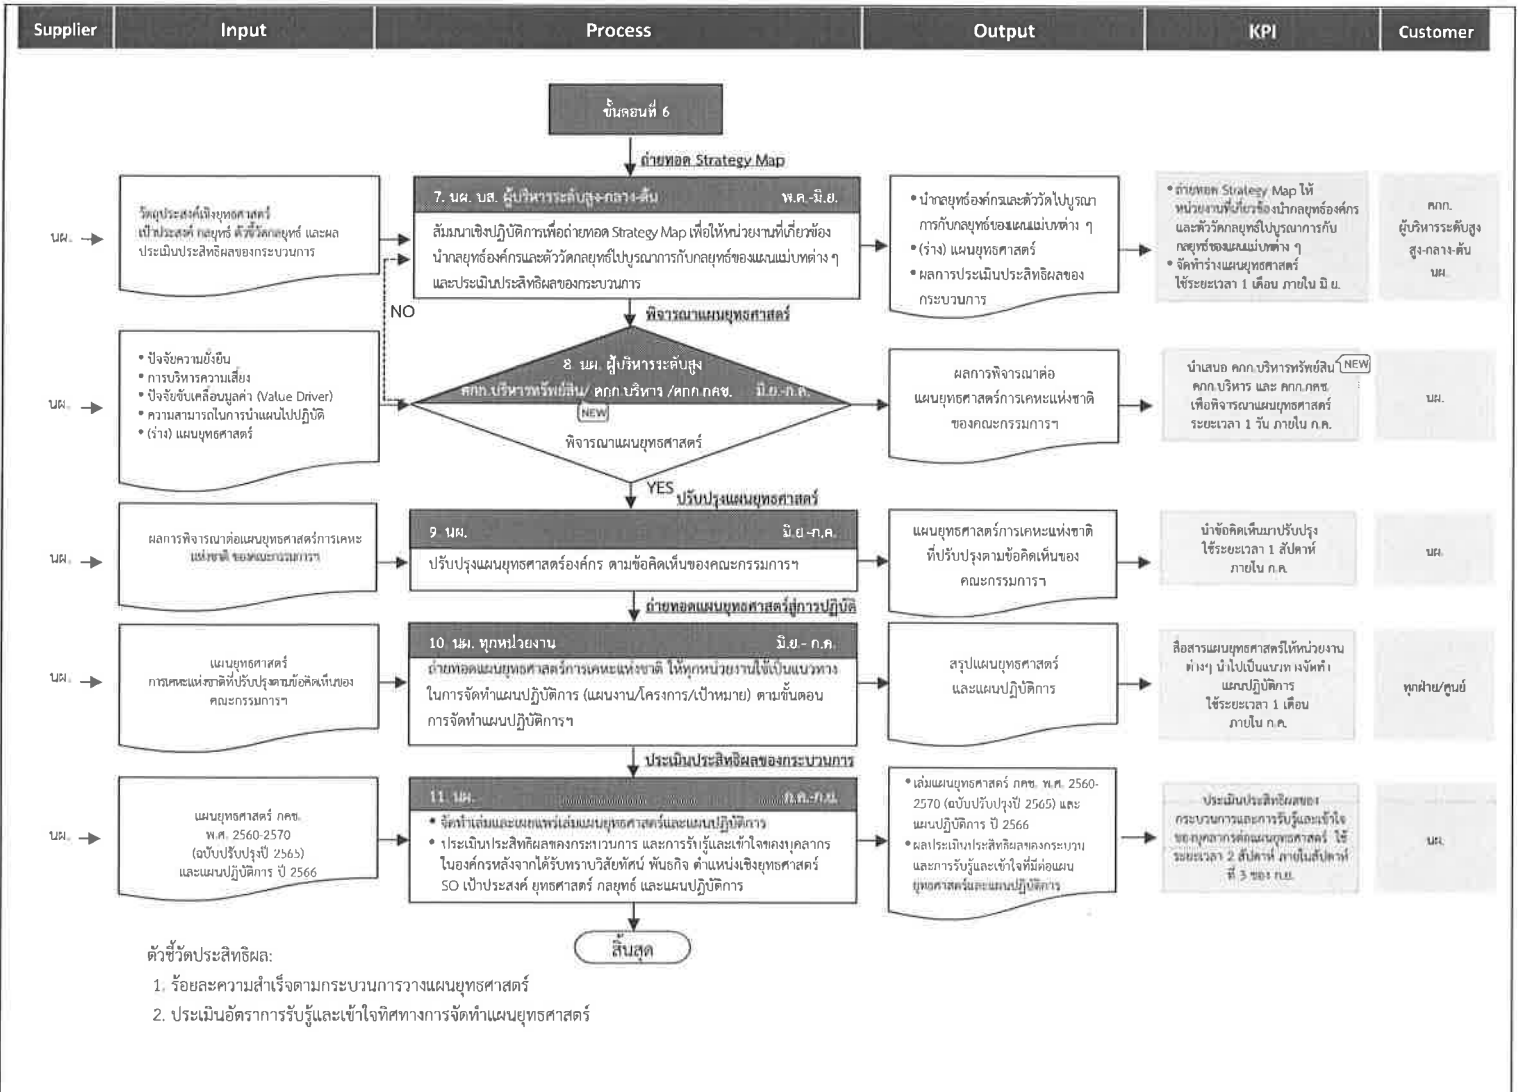 Supplier
Input
Process
Output
KPI
Customer
ขั้นตอนที่ 6
ถ่ายทอด Strategy Map
นผ.
วัตถุประสงค์เชิงยุทธศาสตร์
เป้าประสงค์ กลยุทธ์ ตัวชี้วัดกลยุทธ์ และผล
ประเมินประสิทธิผลของกระบวนการ
7. นผ. บส. ผู้บริหารระดับสูง-กลาง-ต้น
พ.ค.-มิ.ย.
สัมมนาเชิงปฏิบัติการเพื่อถ่ายทอด Strategy Map เพื่อให้หน่วยงานที่เกี่ยวข้อง
นำกลยุทธ์องค์กรและตัววัดกลยุทธ์ไปบูรณาการกับกลยุทธ์ของแผนแม่บทต่าง ๆ
และประเมินประสิทธิผลของกระบวนการ
• นำกลยุทธ์องค์กรและตัววัดไปบูรณา
การกับกลยุทธ์ของแผนแม่บทต่าง ๆ
• (ร่าง) แผนยุทธศาสตร์
• ผลการประเมินประสิทธิผลของ
กระบวนการ
• ถ่ายทอด Strategy Map ให้
หน่วยงานที่เกี่ยวข้องนำกลยุทธ์องค์กร
และตัววัดกลยุทธ์ไปบูรณาการกับ
กลยุทธ์ของแผนแม่บทต่าง ๆ
• จัดทำร่างแผนยุทธศาสตร์
ใช้ระยะเวลา 1 เดือน ภายใน มิ.ย.
คกก.
ผู้บริหารระดับสูง
สูง-กลาง-ต้น
นผ.
NO
พิจารณาแผนยุทธศาสตร์
นผ.
• ปัจจัยความยั่งยืน
• การบริหารความเสี่ยง
• ปัจจัยขับเคลื่อนมูลค่า (Value Driver)
• ความสามารถในการนำแผนไปปฏิบัติ
• (ร่าง) แผนยุทธศาสตร์
8. นผ. ผู้บริหารระดับสูง
คกก.บริหารทรัพย์สิน/ คกก.บริหาร /คกก.กคช.
มิ.ย.-ก.ค.
NEW
พิจารณาแผนยุทธศาสตร์
ผลการพิจารณาต่อ
แผนยุทธศาสตร์การเคหะแห่งชาติ
ของคณะกรรมการฯ
นำเสนอ คกก.บริหารทรัพย์สิน NEW
คกก.บริหาร และ คกก.กคช.
เพื่อพิจารณาแผนยุทธศาสตร์
ระยะเวลา 1 วัน ภายใน ก.ค.
นผ.
YES
ปรับปรุงแผนยุทธศาสตร์
นผ.
ผลการพิจารณาต่อแผนยุทธศาสตร์การเคหะ
แห่งชาติ ของคณะกรรมการฯ
9. นผ.
มิ.ย-ก.ค.
ปรับปรุงแผนยุทธศาสตร์องค์กร ตามข้อคิดเห็นของคณะกรรมการฯ
แผนยุทธศาสตร์การเคหะแห่งชาติ
ที่ปรับปรุงตามข้อคิดเห็นของ
คณะกรรมการฯ
นำข้อคิดเห็นมาปรับปรุง
ใช้ระยะเวลา 1 สัปดาห์
ภายใน ก.ค.
นผ.
ถ่ายทอดแผนยุทธศาสตร์สู่การปฏิบัติ
นผ.
แผนยุทธศาสตร์
การเคหะแห่งชาติที่ปรับปรุงตามข้อคิดเห็นของ
คณะกรรมการฯ
10. นผ. ทุกหน่วยงาน
มิ.ย.- ก.ค.
ถ่ายทอดแผนยุทธศาสตร์การเคหะแห่งชาติ ให้ทุกหน่วยงานใช้เป็นแนวทาง
ในการจัดทำแผนปฏิบัติการ (แผนงาน/โครงการ/เป้าหมาย) ตามขั้นตอน
การจัดทำแผนปฏิบัติการฯ
สรุปแผนยุทธศาสตร์
และแผนปฏิบัติการ
สื่อสารแผนยุทธศาสตร์ให้หน่วยงาน
ต่างๆ นำไปเป็นแนวทางจัดทำ
แผนปฏิบัติการ
ใช้ระยะเวลา 1 เดือน
ภายใน ก.ค.
ทุกฝ่าย/ศูนย์
ประเมินประสิทธิผลของกระบวนการ
นผ.
แผนยุทธศาสตร์ กคช.
พ.ศ. 2560-2570
(ฉบับปรับปรุงปี 2565)
และแผนปฏิบัติการ ปี 2566
11. นผ.
ก.ค.-ก.ย.
• จัดทำเล่มและเผยแพร่เล่มแผนยุทธศาสตร์และแผนปฏิบัติการ
• ประเมินประสิทธิผลของกระบวนการ และการรับรู้และเข้าใจของบุคลากร
ในองค์กรหลังจากได้รับทราบวิสัยทัศน์ พันธกิจ ตำแหน่งเชิงยุทธศาสตร์
SO เป้าประสงค์ ยุทธศาสตร์ กลยุทธ์ และแผนปฏิบัติการ
• เล่มแผนยุทธศาสตร์ กคช. พ.ศ. 2560-
2570 (ฉบับปรับปรุงปี 2565) และ
แผนปฏิบัติการ ปี 2566
• ผลประเมินประสิทธิผลของกระบวน
และการรับรู้และเข้าใจที่มีต่อแผน
ยุทธศาสตร์และแผนปฏิบัติการ
ประเมินประสิทธิผลของ
กระบวนการและการรับรู้และเข้าใจ
ของบุคลากรต่อแผนยุทธศาสตร์ ใช้
ระยะเวลา 2 สัปดาห์ ภายในสัปดาห์
ที่ 3 ของ ก.ย.
นผ.
สิ้นสุด
ตัวชี้วัดประสิทธิผล:
1. ร้อยละความสำเร็จตามกระบวนการวางแผนยุทธศาสตร์
2. ประเมินอัตราการรับรู้และเข้าใจทิศทางการจัดทำแผนยุทธศาสตร์